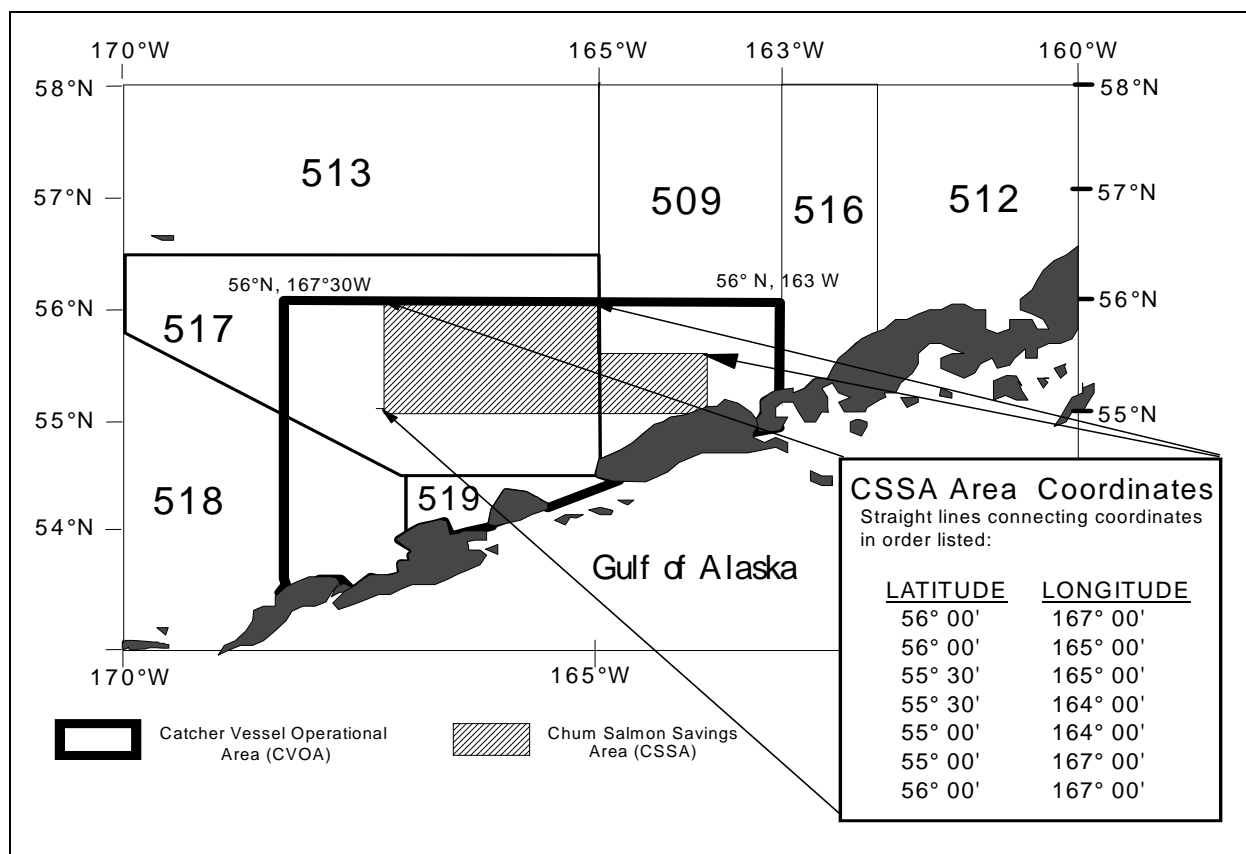 170°W 165°W 163°W 160°W
58°N 58°N
513 57°N 509 516 512 57°N
56°N, 167°30W 56° N, 163 W
56°N 517 56°N
55°N 55°N
518 519
54°N
Gulf of Alaska
170°W 165°W
CSSA Area Coordinates
Straight lines connecting coordinates
in order listed:
LATITUDE LONGITUDE
56° 00' 167° 00'
56° 00' 165° 00'
55° 30' 165° 00'
55° 30' 164° 00'
55° 00' 164° 00'
55° 00' 167° 00'
56° 00' 167° 00'
Catcher Vessel Operational
Area (CVOA)
Chum Salmon Savings
Area (CSSA)